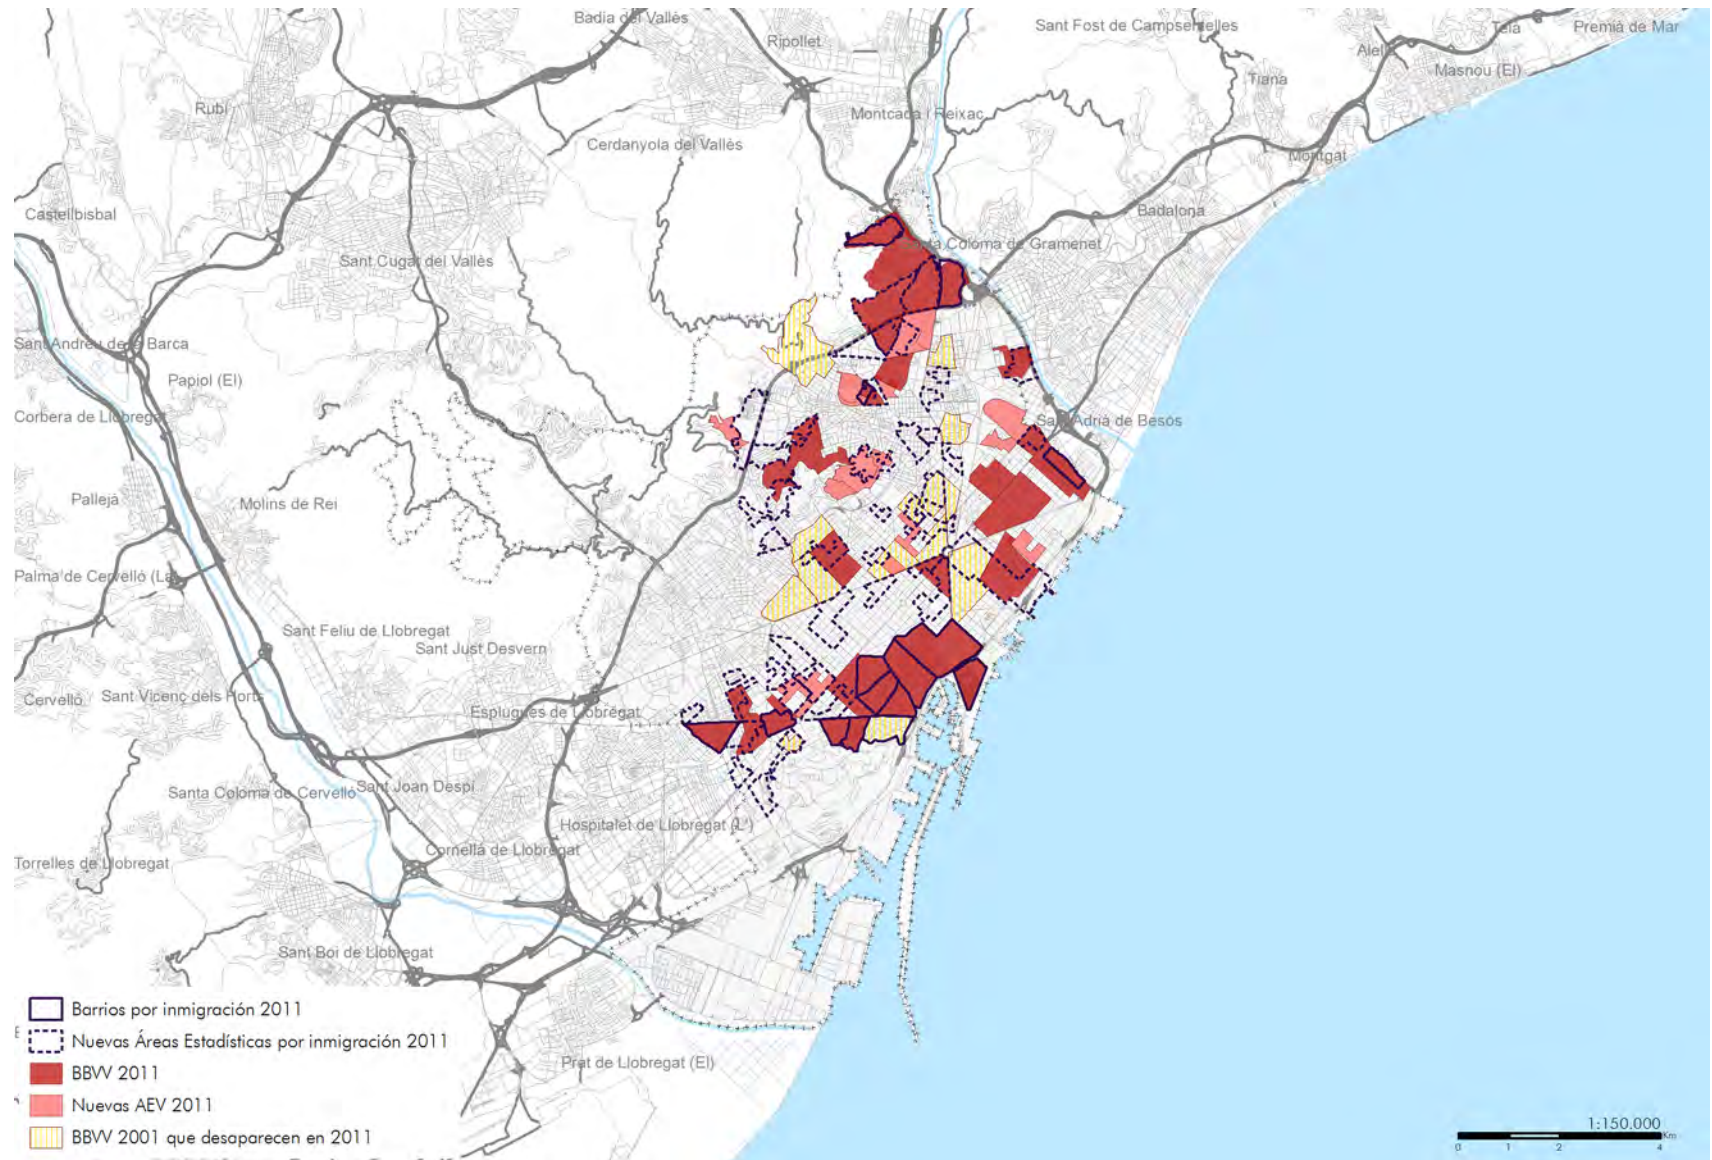 Badia del Vallès
Sant Fost de Campsentelles
Teià
Premià de Mar
Ripollet
Alella
Masnou (El)
Tiana
Rubí
Montcada i Reixac
Cerdanyola del Vallès
Montgat
Castellbisbal
Badalona
Santa Coloma de Gramenet
Sant Cugat del Vallès
Sant Andreu de la Barca
Papiol (El)
Corbera de Llobregat
Sant Adrià de Besòs
Pallejà
Molins de Rei
Palma de Cervelló (La)
Sant Feliu de Llobregat
Sant Just Desvern
Cervelló
Sant Vicenç dels Horts
Esplugues de Llobregat
Santa Coloma de Cervelló
Sant Joan Despí
Hospitalet de Llobregat (L')
Cornellà de Llobregat
Torrelles de Llobregat
Sant Boi de Llobregat
Prat de Llobregat (El)
Barrios por inmigración 2011
Nuevas Áreas Estadísticas por inmigración 2011
BBVV 2011
Nuevas AEV 2011
BBVV 2001 que desaparecen en 2011
1:150.000
Km
0 1 2 4